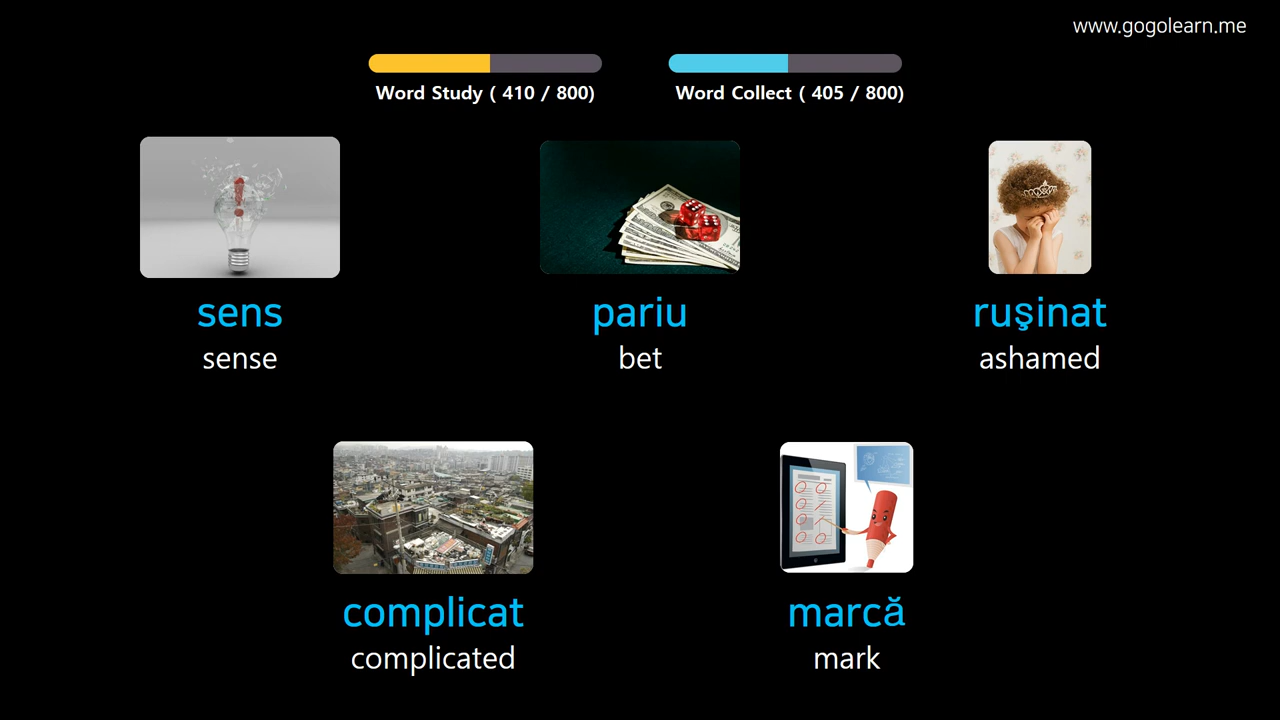 www.gogolearn.me
Word Study ( 410 / 800)
Word Collect ( 405 / 800)
sens
sense
pariu
bet
ruşinat
ashamed
complicat
complicated
marcă
mark